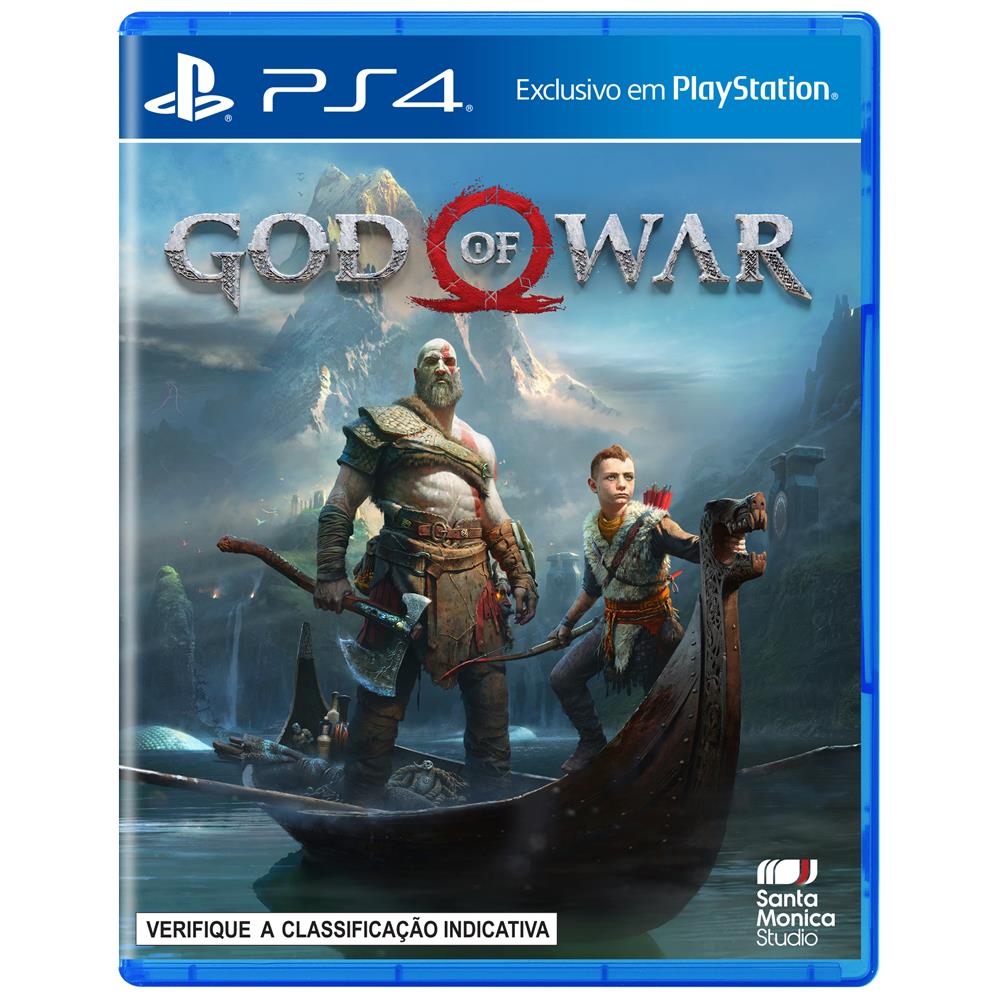 PS4® Exclusivo em PlayStation®
GOD OF WAR
VERIFIQUE A CLASSIFICAÇÃO INDICATIVA
Santa
Monica
Studio